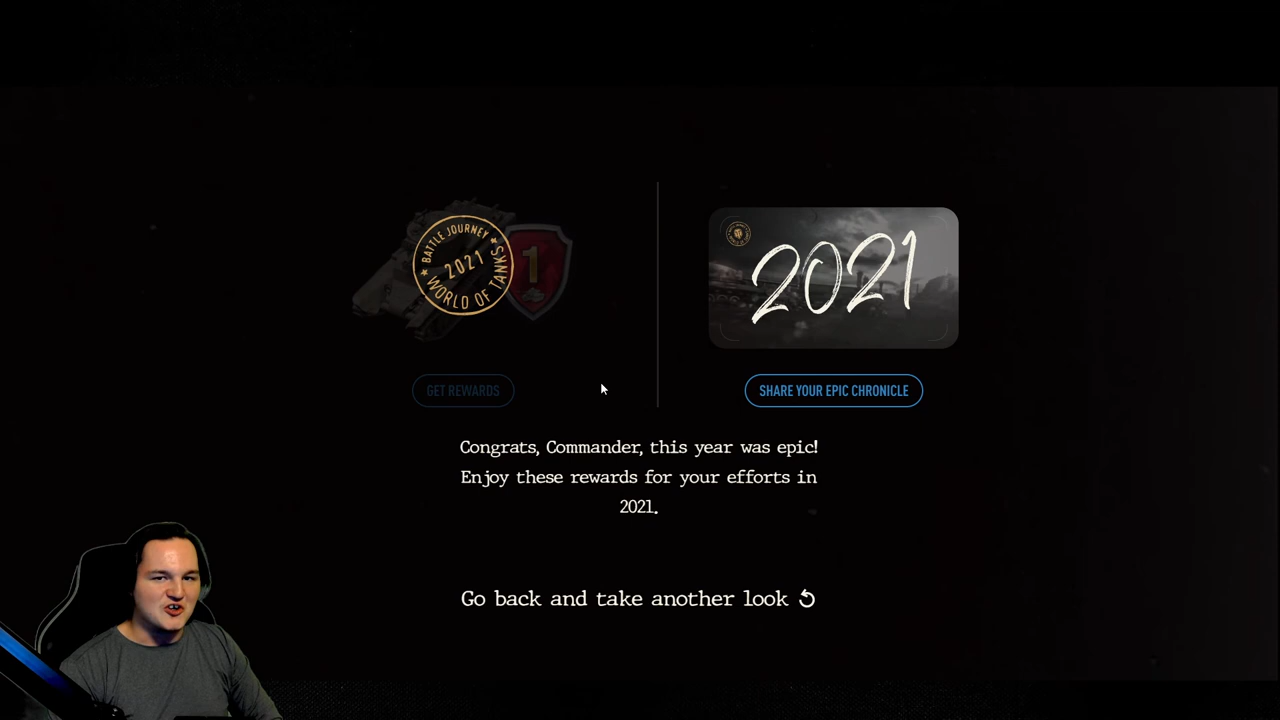 BATTLE JOURNEY
2021
WORLD OF TANKS
1
2021
GET REWARDS
SHARE YOUR EPIC CHRONICLE
Congrats, Commander, this year was epic!
Enjoy these rewards for your efforts in
2021.
Go back and take another look